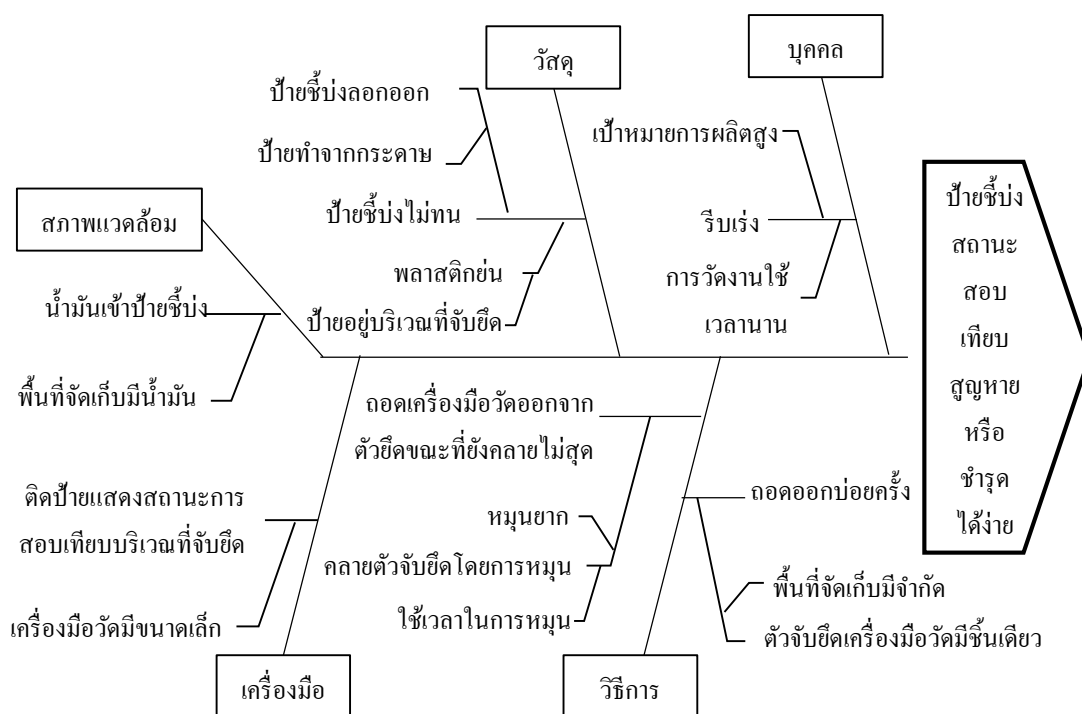 วัสดุ
บุคคล
ป้ายชี้บ่งลอกออก
ป้ายทำจากกระดาษ
ป้ายชี้บ่งไม่ทน
พลาสติกย่น
ป้ายอยู่บริเวณที่จับยึด
เป้าหมายการผลิตสูง
รีบเร่ง
การวัดงานใช้
เวลานาน
สภาพแวดล้อม
น้ำมันเข้าป้ายชี้บ่ง
พื้นที่จัดเก็บมีน้ำมัน
ป้ายชี้บ่ง
สถานะ
สอบ
เทียบ
สูญหาย
หรือ
ชำรุด
ได้ง่าย
ติดป้ายแสดงสถานะการ
สอบเทียบบริเวณที่จับยึด
เครื่องมือวัดมีขนาดเล็ก
เครื่องมือ
ถอดเครื่องมือวัดออกจาก
ตัวยึดขณะที่ยังคลายไม่สุด
หมุนยาก
คลายตัวจับยึดโดยการหมุน
ใช้เวลาในการหมุน
ถอดออกบ่อยครั้ง
พื้นที่จัดเก็บมีจำกัด
ตัวจับยึดเครื่องมือวัดมีชิ้นเดียว
วิธีการ